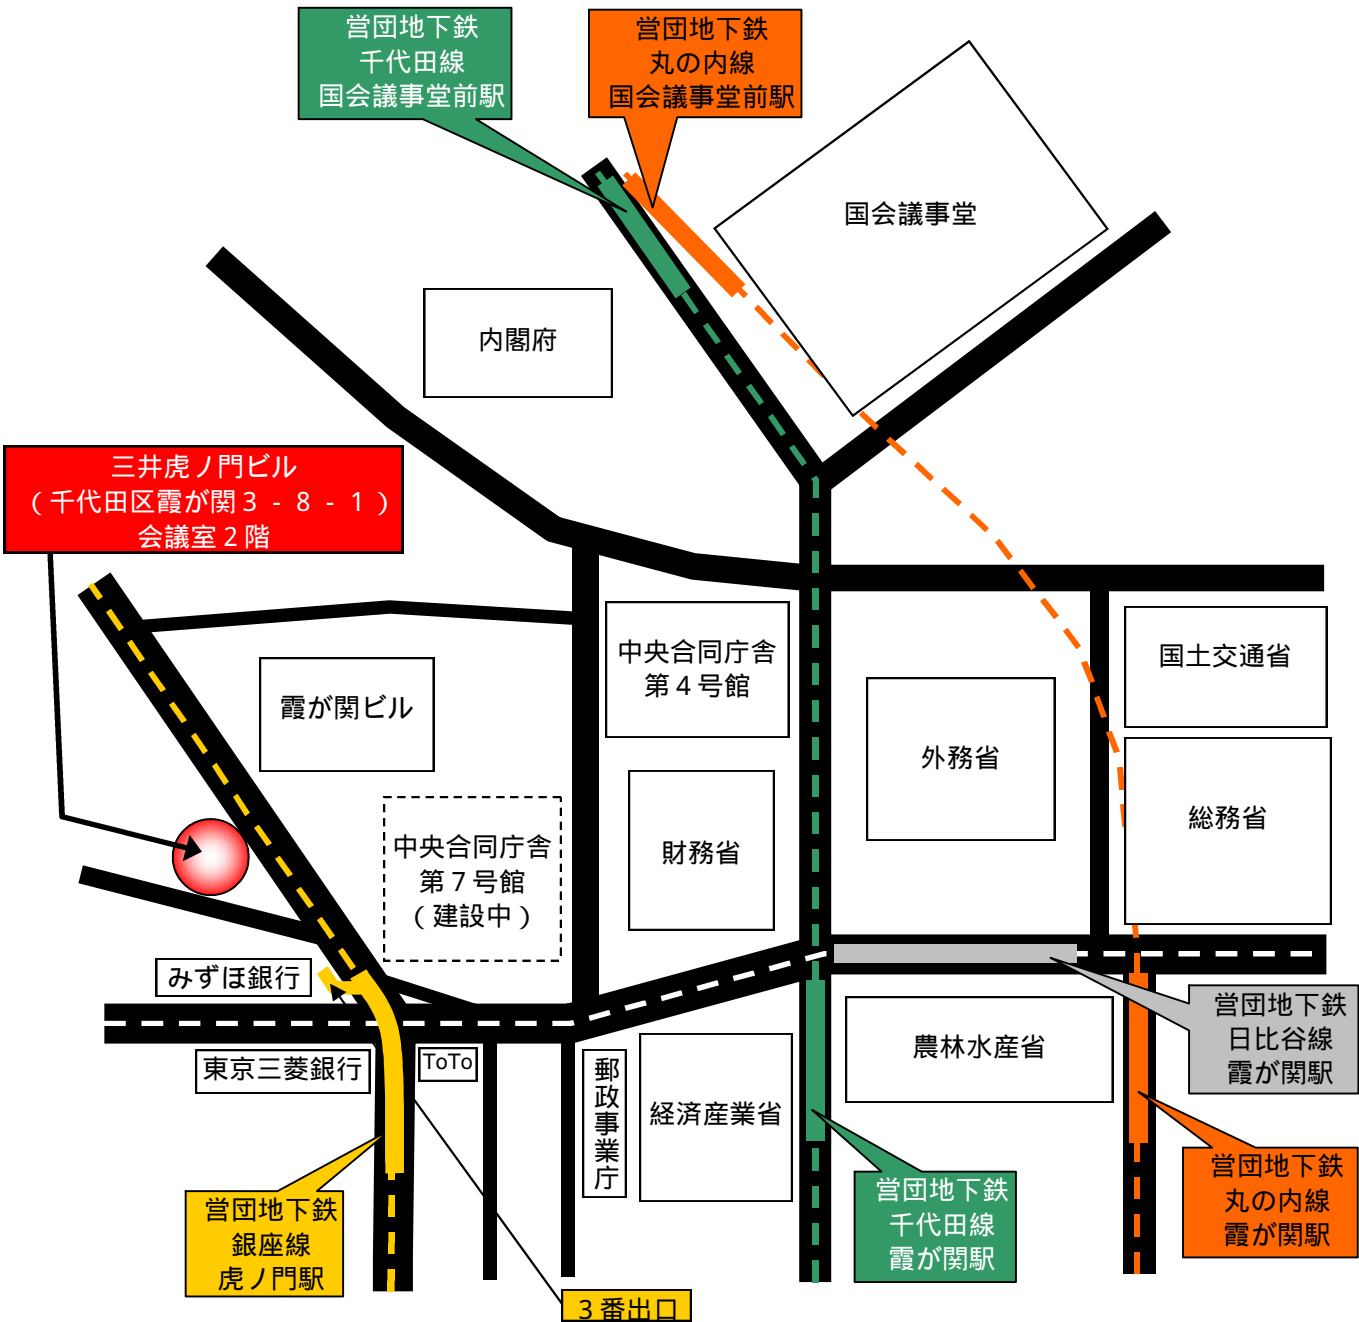 営団地下鉄
千代田線
国会議事堂前駅
営団地下鉄
丸の内線
国会議事堂前駅
国会議事堂
内閣府
三井虎ノ門ビル
（千代田区霞が関３－８－１）
会議室２階
中央合同庁舎
第４号館
国土交通省
霞が関ビル
外務省
総務省
中央合同庁舎
第７号館
（建設中）
財務省
みずほ銀行
東京三菱銀行
ToTo
郵政事業庁
経済産業省
農林水産省
営団地下鉄
日比谷線
霞が関駅
営団地下鉄
丸の内線
霞が関駅
営団地下鉄
千代田線
霞が関駅
営団地下鉄
銀座線
虎ノ門駅
３番出口